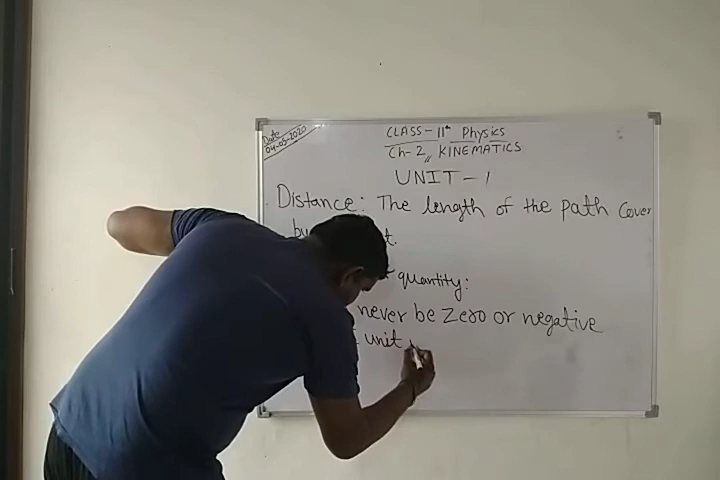 Date
04-05-2020
CLASS-11th Physics
Ch-2,, KINEMATICS
UNIT-1
Distance: The length of the path Cover
by
quantity:
never be Zero or negative
unit